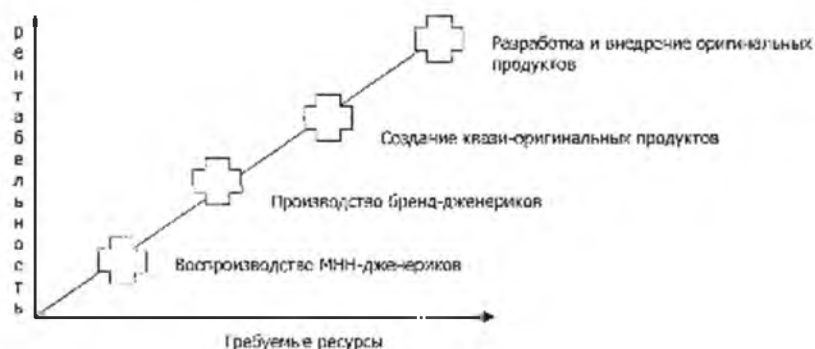 рентабельность
Разработка и внедрение оригинальных
продуктов
Создание квази-оригинальных продуктов
Производство бренд-дженериков
Воспроизводство МНН-дженериков
Требуемые ресурсы